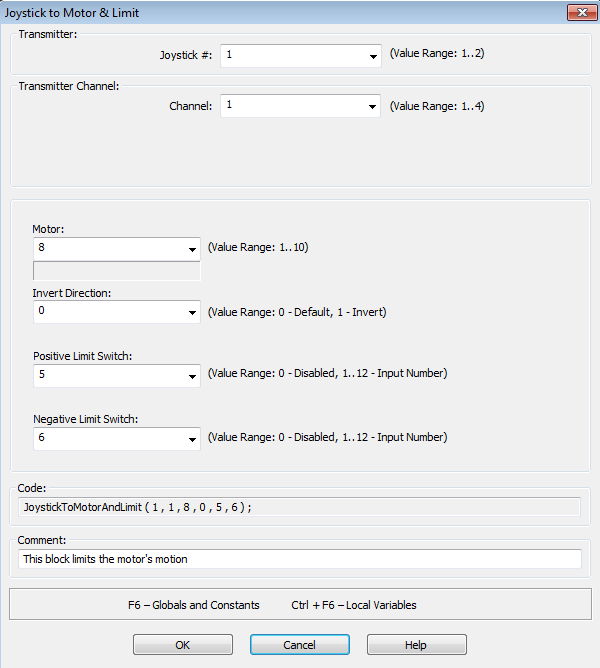 Joystick to Motor & Limit
Transmitter:
Joystick #: 1 (Value Range: 1..2)
Transmitter Channel:
Channel: 1 (Value Range: 1..4)
Motor:
8 (Value Range: 1..10)
Invert Direction:
0 (Value Range: 0 - Default, 1 - Invert)
Positive Limit Switch:
5 (Value Range: 0 - Disabled, 1..12 - Input Number)
Negative Limit Switch:
6 (Value Range: 0 - Disabled, 1..12 - Input Number)
Code:
JoystickToMotorAndLimit ( 1 , 1 , 8 , 0 , 5 , 6 ) ;
Comment:
This block limits the motor's motion
F6 – Globals and Constants Ctrl + F6 – Local Variables
OK Cancel Help